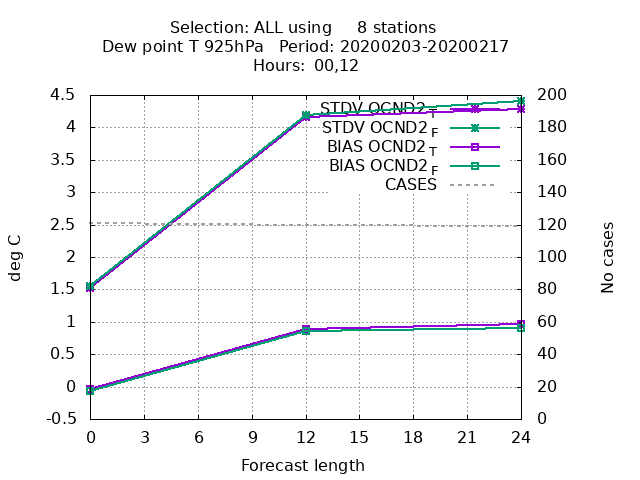 Selection: ALL using 8 stations
Dew point T 925hPa Period: 20200203-20200217
Hours: 00,12
4.5
4
3.5
3
2.5
2
1.5
1
0.5
0
-0.5
deg C
STDV OCND2 T
STDV OCND2 F
BIAS OCND2 T
BIAS OCND2 F
CASES
200
180
160
140
120
100
80
60
40
20
0
No cases
0 3 6 9 12 15 18 21 24
Forecast length